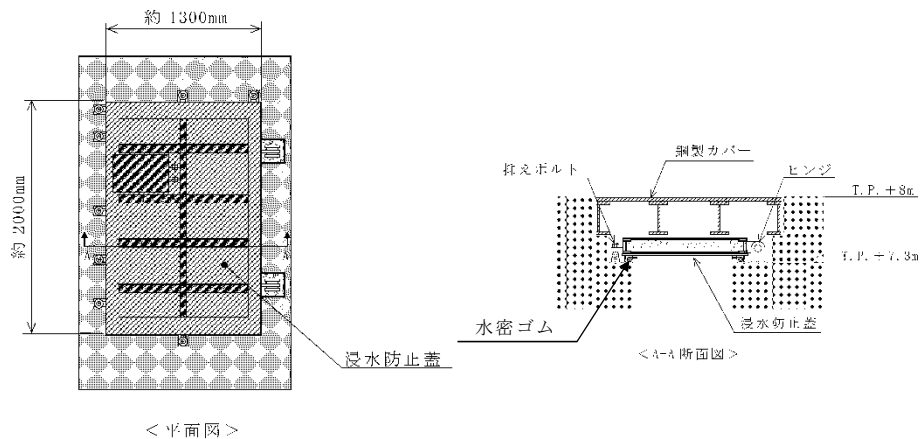 約 1300mm
約 2000mm
A
A
浸水防止蓋
＜平面図＞
鋼製カバー
押えボルト
ヒンジ
T.P.＋8m
T.P.＋7.3m
水密ゴム
浸水防止蓋
＜A-A 断面図＞